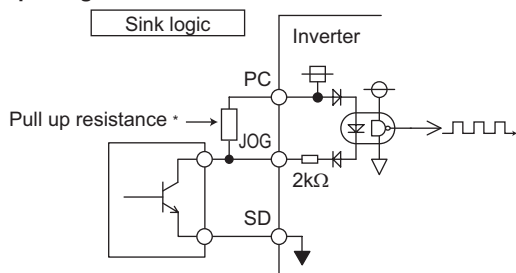 Sink logic
Inverter
PC
Pull up resistance *
JOG
2kΩ
SD